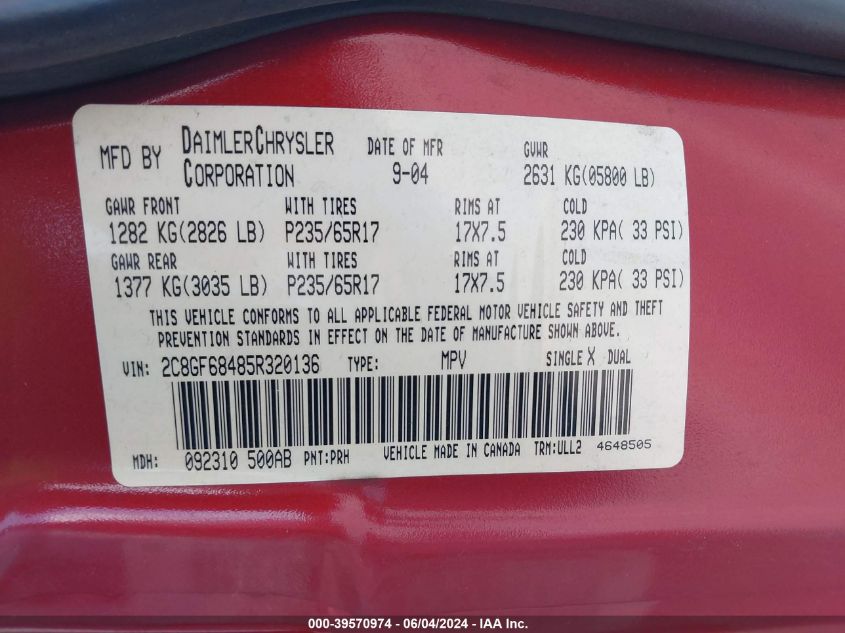 MFD BY DAIMLERCHRYSLER CORPORATION DATE OF MFR 9-04 GVWR 2631 KG(05800 LB)
GAWR FRONT WITH TIRES RIMS AT COLD
1282 KG(2826 LB) P235/65R17 17X7.5 230 KPA( 33 PSI)
GAWR REAR WITH TIRES RIMS AT COLD
1377 KG(3035 LB) P235/65R17 17X7.5 230 KPA( 33 PSI)
THIS VEHICLE CONFORMS TO ALL APPLICABLE FEDERAL MOTOR VEHICLE SAFETY AND THEFT
PREVENTION STANDARDS IN EFFECT ON THE DATE OF MANUFACTURE SHOWN ABOVE.
VIN: 2C8GF68485R320136 TYPE: MPV SINGLE X DUAL
MDH: 092310 500AB PNT:PRH VEHICLE MADE IN CANADA TRM:ULL2 4648505
000-39570974 - 06/04/2024 - IAA Inc.